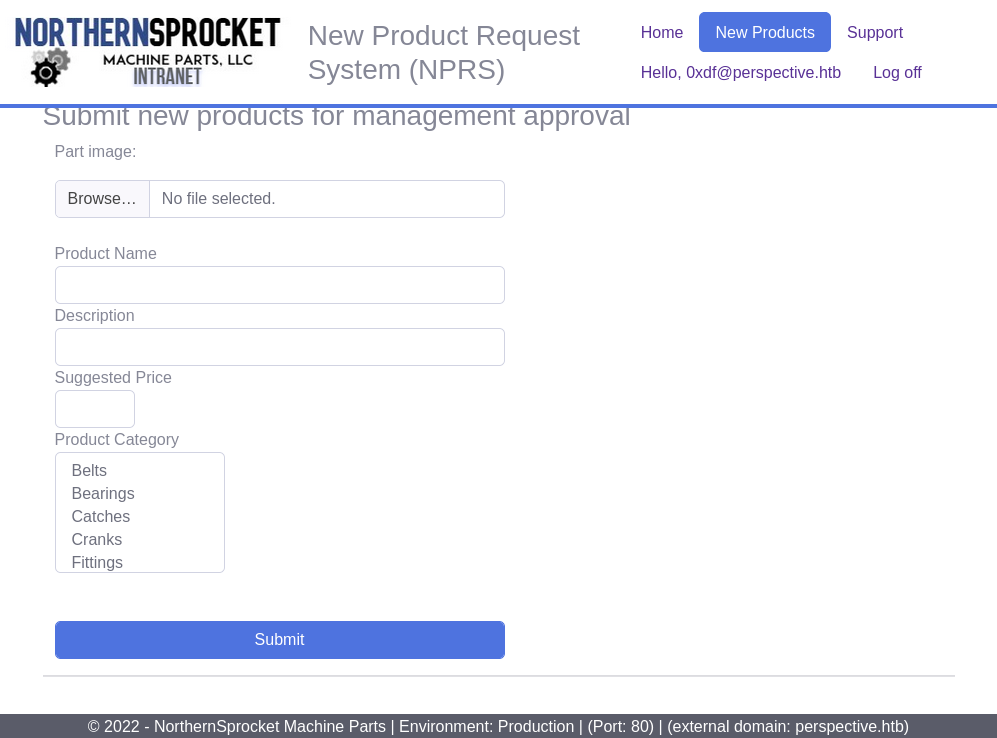 NORTHERNSPROCKET
MACHINE PARTS, LLC
INTRANET
New Product Request
System (NPRS)
Home
New Products
Support
Hello, 0xdf@perspective.htb
Log off
Submit new products for management approval
Part image:
Browse…
No file selected.
Product Name
Description
Suggested Price
Product Category
Belts
Bearings
Catches
Cranks
Fittings
Submit
© 2022 - NorthernSprocket Machine Parts | Environment: Production | (Port: 80) | (external domain: perspective.htb)